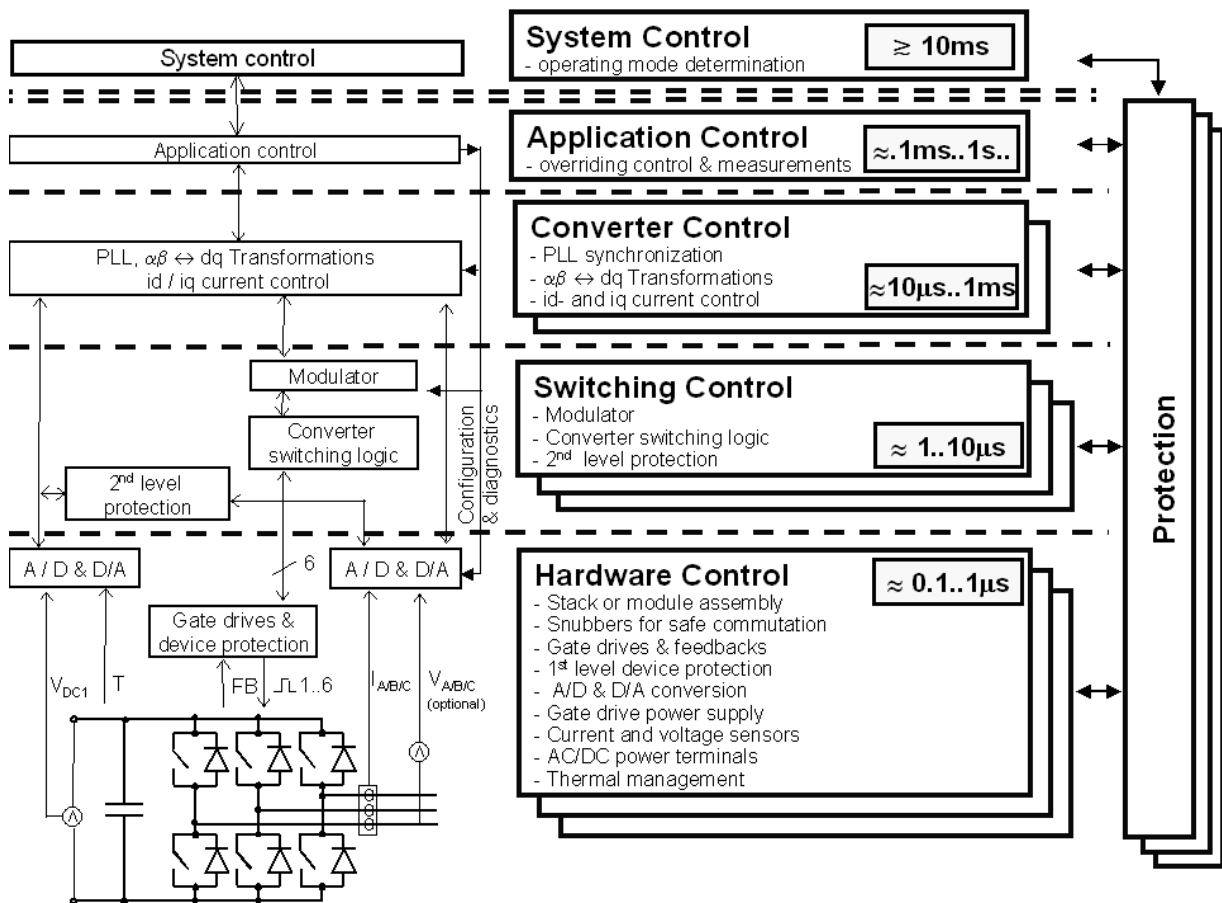 System control
Application control
PLL, αβ ↔ dq Transformations
id / iq current control
Modulator
Converter
switching logic
2nd level
protection
Configuration
& diagnostics
A / D & D/A
6
A / D & D/A
Gate drives &
device protection
VDC1
T
FB
1..6
IA/B/C
VA/B/C
(optional)
A
A
System Control
≳ 10ms
- operating mode determination
Application Control
- overriding control & measurements
≈.1ms..1s..
Converter Control
- PLL synchronization
- αβ ↔ dq Transformations
- id- and iq current control
≈10µs..1ms
Switching Control
- Modulator
- Converter switching logic
- 2nd level protection
≈ 1..10µs
Hardware Control
≈ 0.1..1µs
- Stack or module assembly
- Snubbers for safe commutation
- Gate drives & feedbacks
- 1st level device protection
- A/D & D/A conversion
- Gate drive power supply
- Current and voltage sensors
- AC/DC power terminals
- Thermal management
Protection